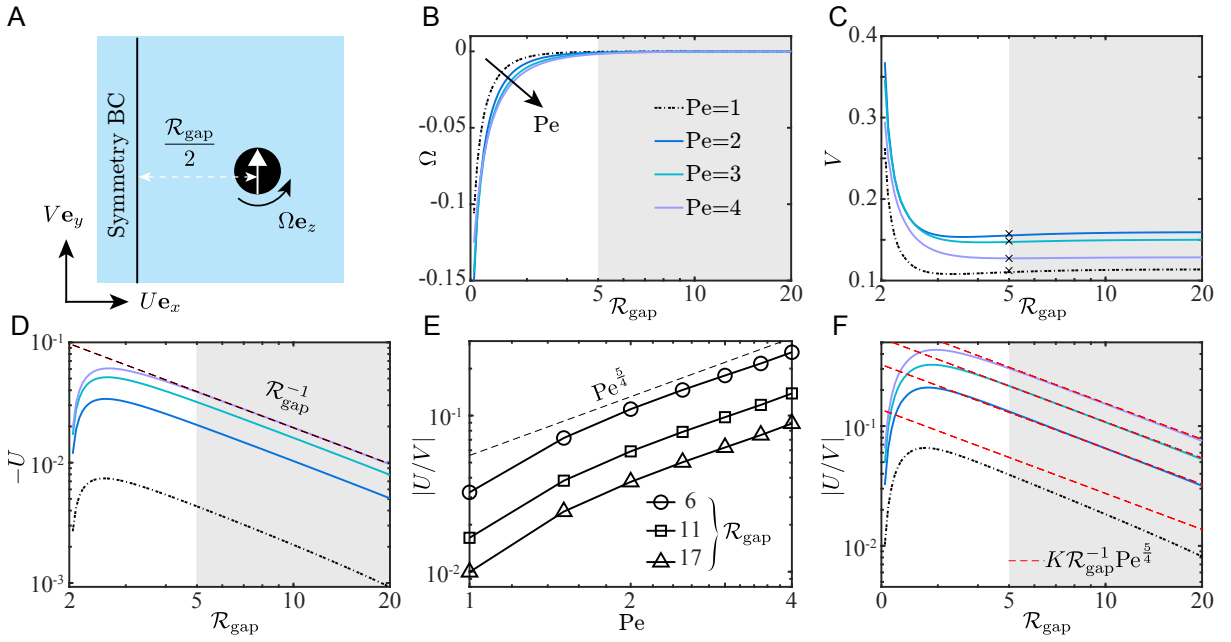 A
Symmetry BC
R_gap
2
Ωe_z
Ve_y
Ue_x
B
0
-0.05
Ω
-0.1
-0.15
Pe
Pe=1
Pe=2
Pe=3
Pe=4
0 5 10 20
R_gap
C
0.4
0.3
V
0.2
0.1
2 5 10 20
R_gap
D
10^-1
-U
10^-2
10^-3
R_gap^-1
2 5 10 20
R_gap
E
|U/V|
10^-1
10^-2
Pe^5/4
6
11
17
R_gap
1 2 3 4
Pe
F
|U/V|
10^-1
10^-2
KR_gap^-1 Pe^5/4
0 5 10 20
R_gap